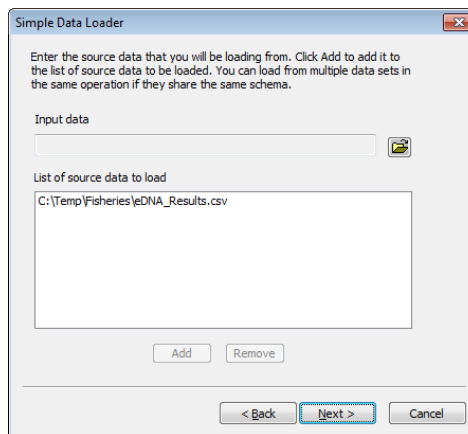 Simple Data Loader
Enter the source data that you will be loading from. Click Add to add it to
the list of source data to be loaded. You can load from multiple data sets in
the same operation if they share the same schema.
Input data
List of source data to load
C:\Temp\Fisheries\eDNA_Results.csv
Add Remove
< Back Next > Cancel